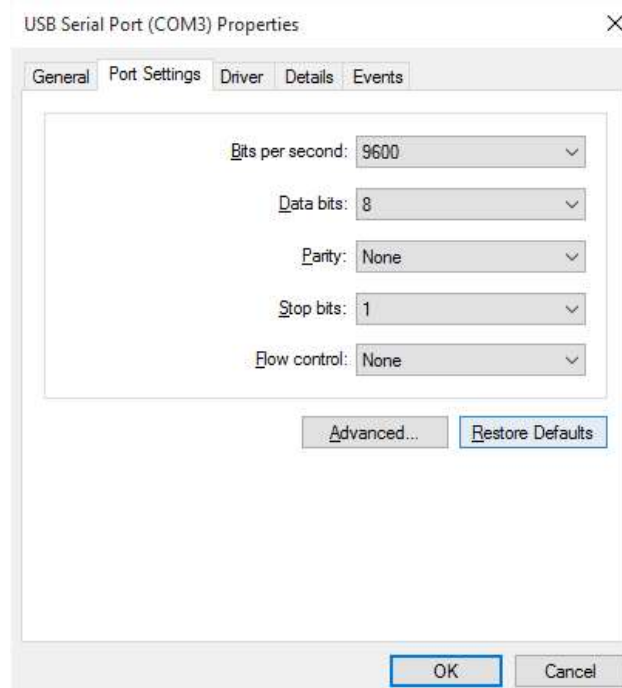 USB Serial Port (COM3) Properties
General Port Settings Driver Details Events
Bits per second: 9600
Data bits: 8
Parity: None
Stop bits: 1
Flow control: None
Advanced... Restore Defaults
OK Cancel